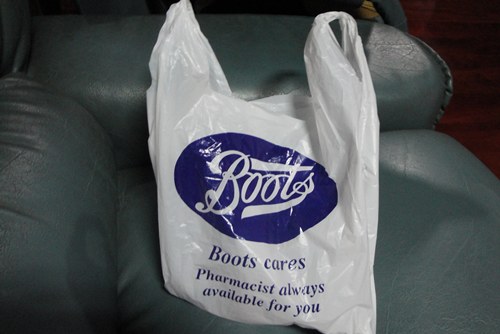 Boots
Boots cares
Pharmacist always
available for you